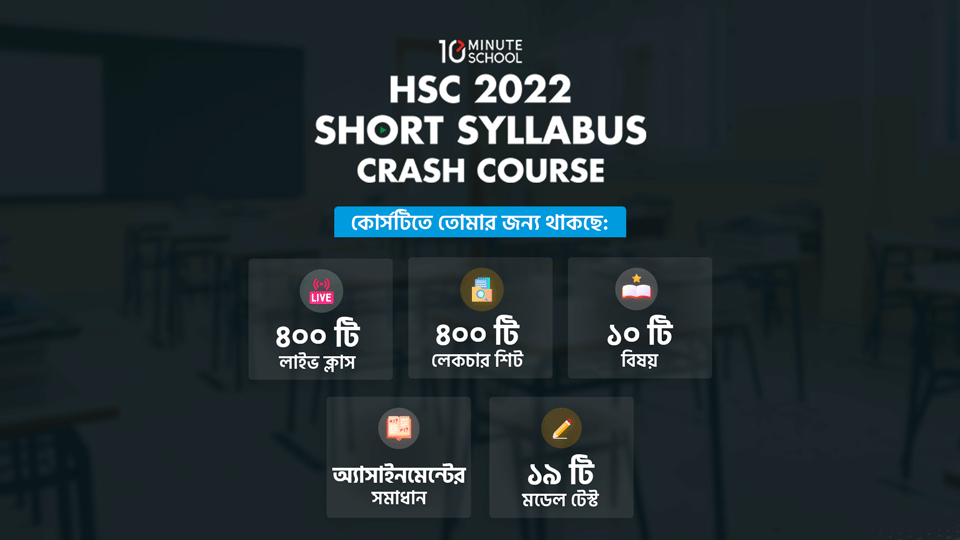 10 MINUTE SCHOOL
HSC 2022
SHORT SYLLABUS
CRASH COURSE
কোর্সটিতে তোমার জন্য থাকছে:
LIVE
৪০০ টি
লাইভ ক্লাস
৪০০ টি
লেকচার শিট
১০ টি
বিষয়
অ্যাসাইনমেন্টের
সমাধান
১৯ টি
মডেল টেস্ট